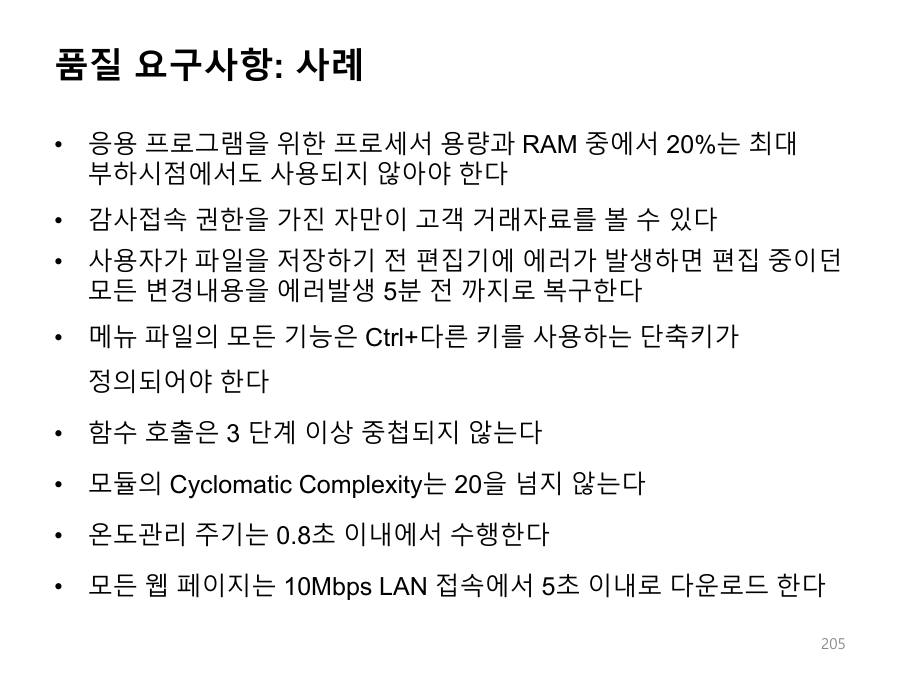 품질 요구사항: 사례
• 응용 프로그램을 위한 프로세서 용량과 RAM 중에서 20%는 최대
부하시점에서도 사용되지 않아야 한다
• 감사접속 권한을 가진 자만이 고객 거래자료를 볼 수 있다
• 사용자가 파일을 저장하기 전 편집기에 에러가 발생하면 편집 중이던
모든 변경내용을 에러발생 5분 전 까지로 복구한다
• 메뉴 파일의 모든 기능은 Ctrl+다른 키를 사용하는 단축키가
정의되어야 한다
• 함수 호출은 3 단계 이상 중첩되지 않는다
• 모듈의 Cyclomatic Complexity는 20을 넘지 않는다
• 온도관리 주기는 0.8초 이내에서 수행한다
• 모든 웹 페이지는 10Mbps LAN 접속에서 5초 이내로 다운로드 한다
205